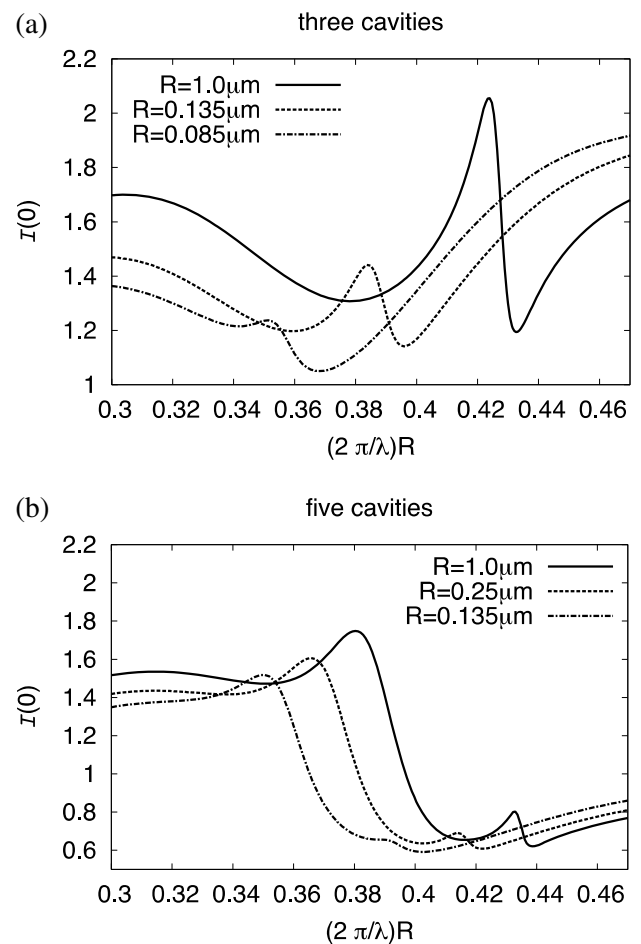 (a)
three cavities
R=1.0μm
R=0.135μm
R=0.085μm
I(0)
2.2
2
1.8
1.6
1.4
1.2
1
0.3 0.32 0.34 0.36 0.38 0.4 0.42 0.44 0.46
(2 π/λ)R
(b)
five cavities
R=1.0μm
R=0.25μm
R=0.135μm
I(0)
2.2
2
1.8
1.6
1.4
1.2
1
0.8
0.6
0.3 0.32 0.34 0.36 0.38 0.4 0.42 0.44 0.46
(2 π/λ)R